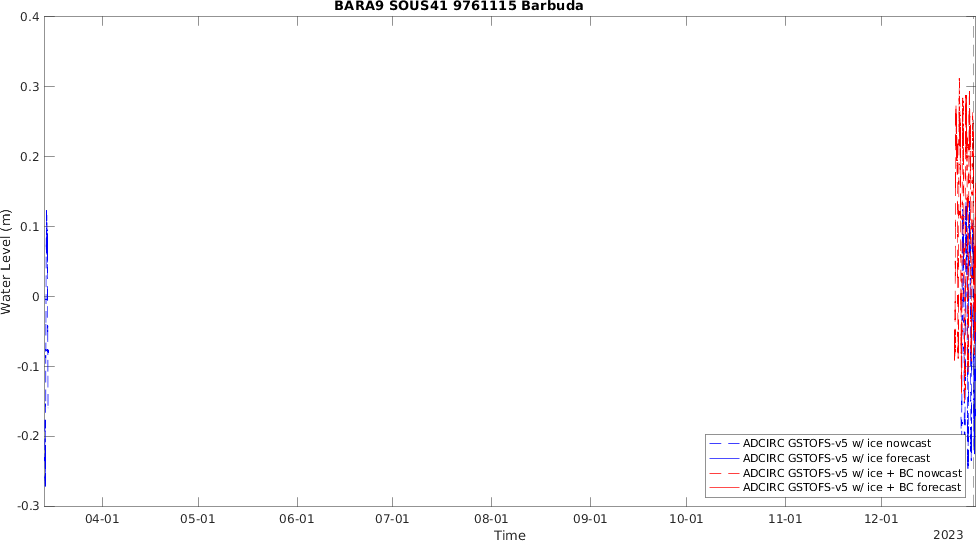 BARA9 SOUS41 9761115 Barbuda
0.4
0.3
0.2
0.1
0
-0.1
-0.2
-0.3
Water Level (m)
04-01 05-01 06-01 07-01 08-01 09-01 10-01 11-01 12-01
Time
2023
ADCIRC GSTOFS-v5 w/ ice nowcast
ADCIRC GSTOFS-v5 w/ ice forecast
ADCIRC GSTOFS-v5 w/ ice + BC nowcast
ADCIRC GSTOFS-v5 w/ ice + BC forecast